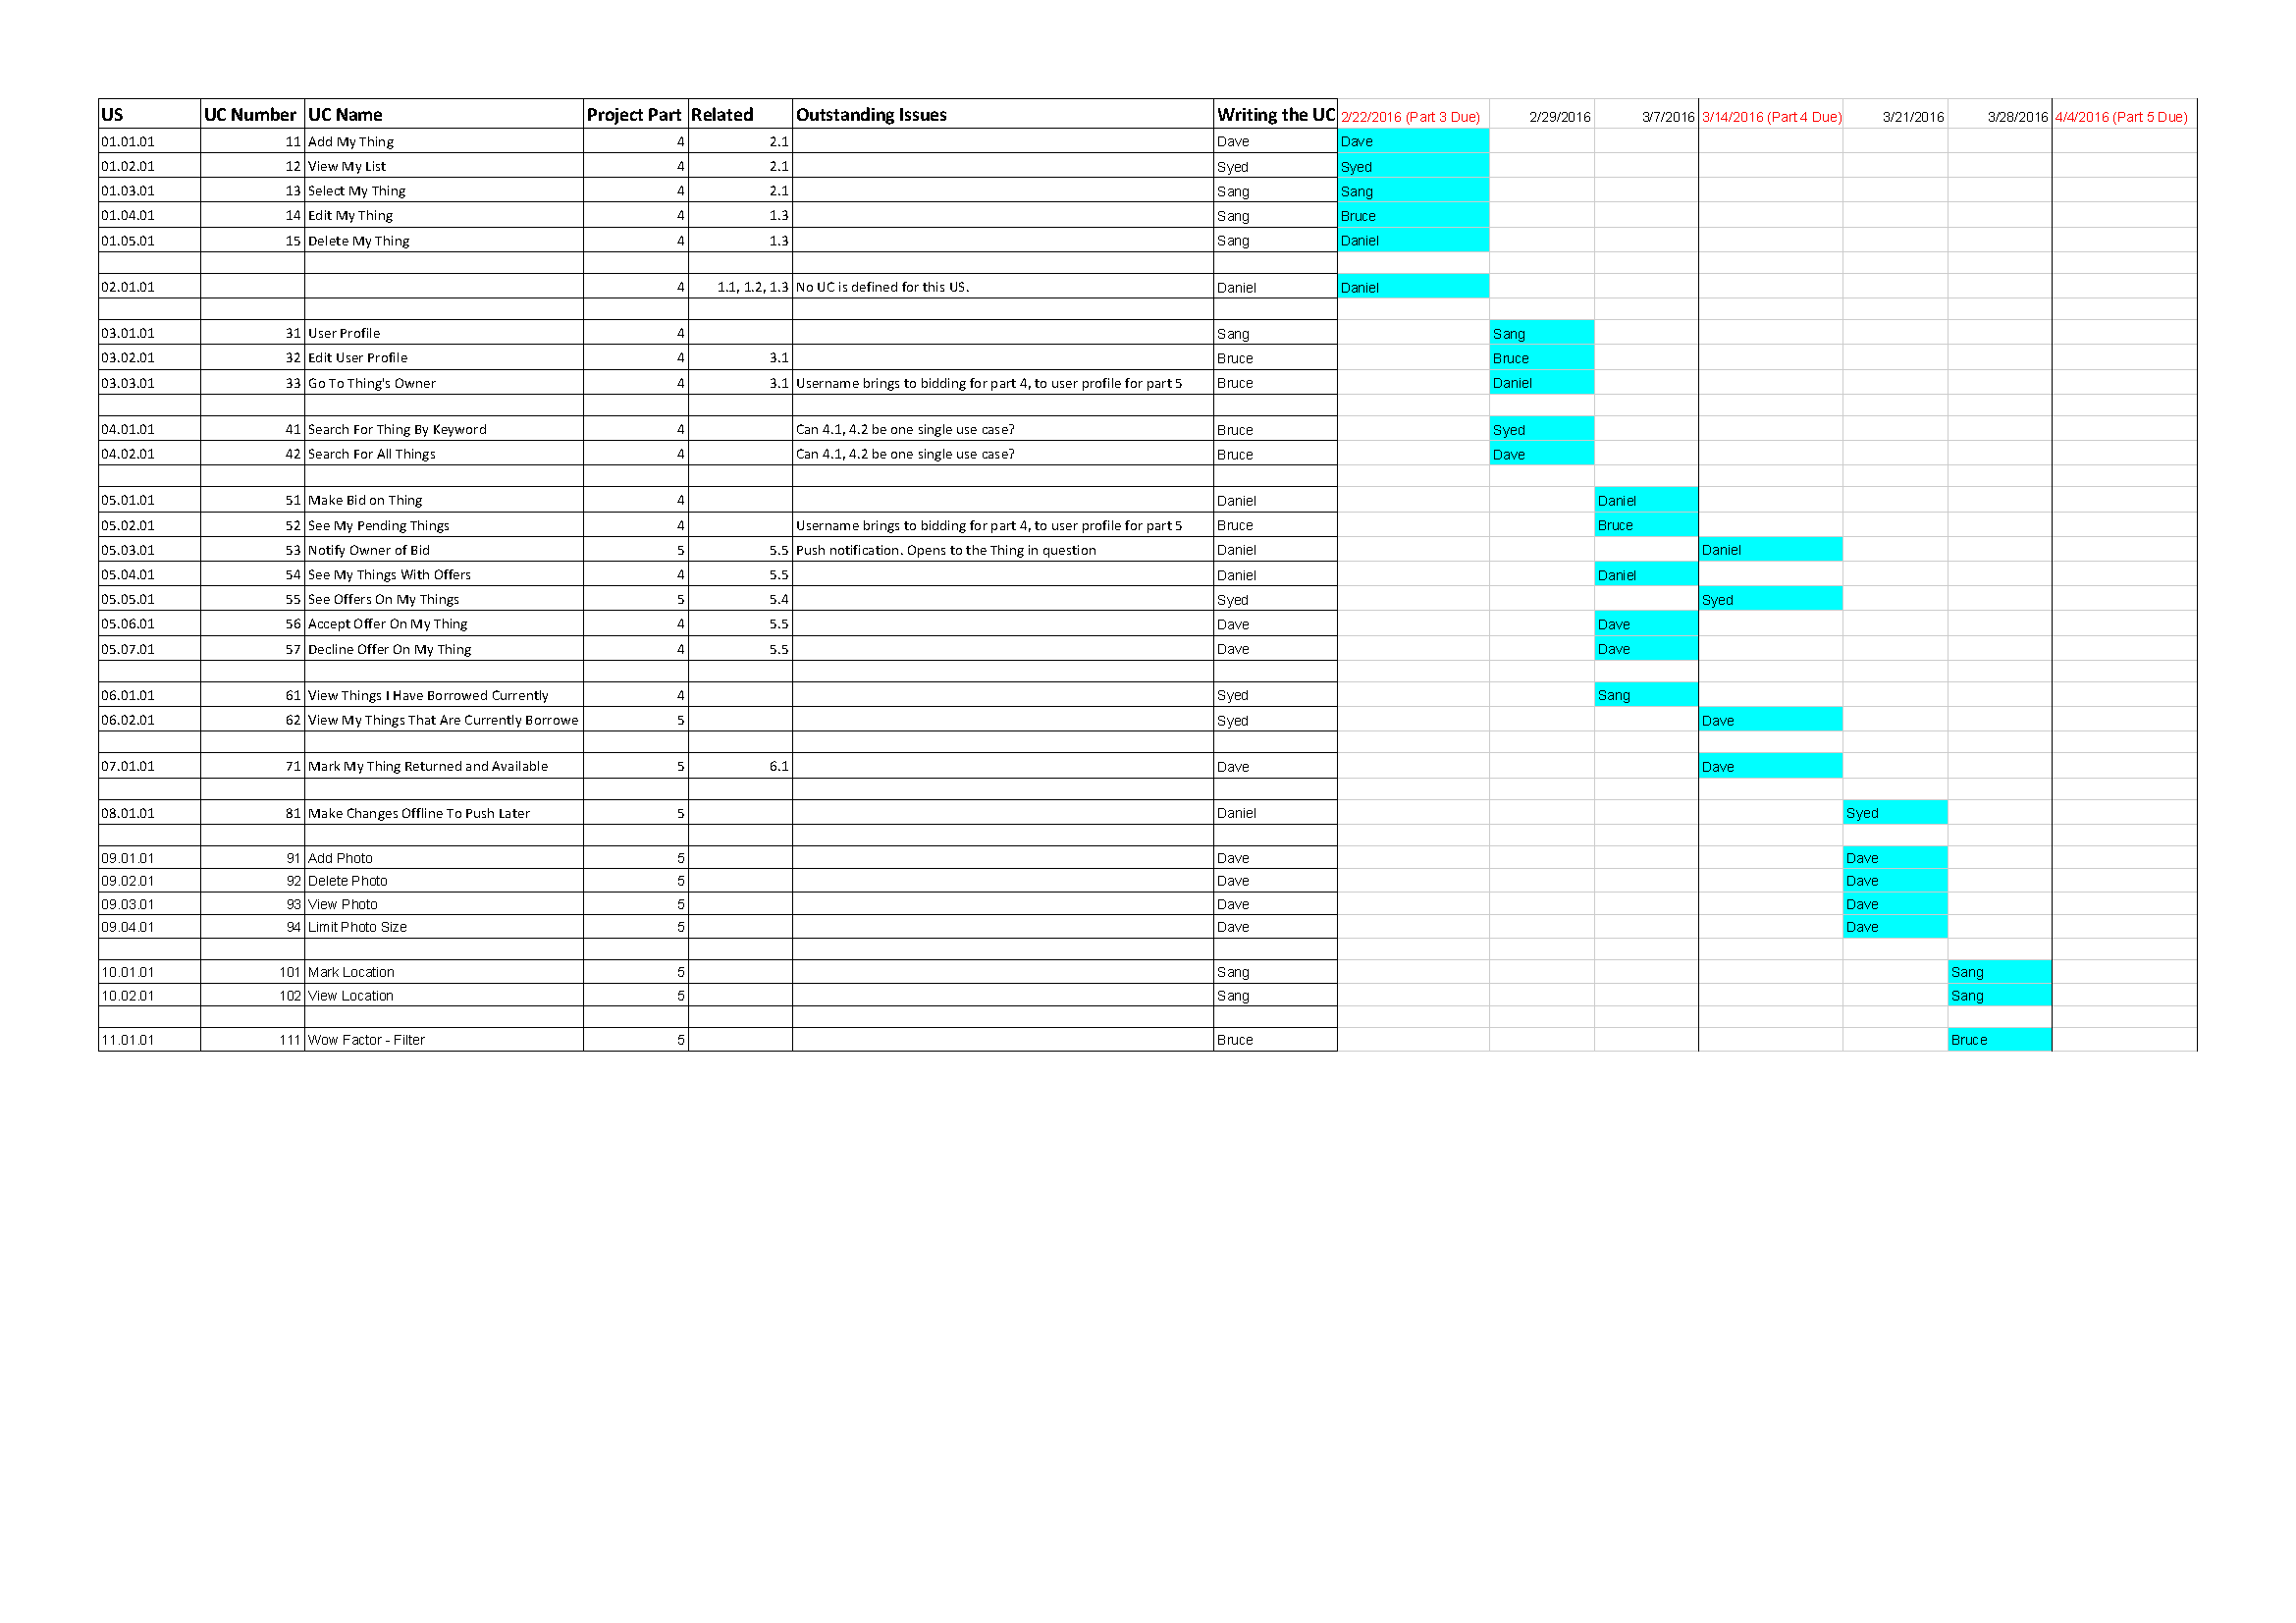 US UC Number UC Name Project Part Related Outstanding Issues Writing the UC 2/22/2016 (Part 3 Due) 2/29/2016 3/7/2016 3/14/2016 (Part 4 Due) 3/21/2016 3/28/2016 4/4/2016 (Part 5 Due)
01.01.01 11 Add My Thing 4 2.1 Dave Dave
01.02.01 12 View My List 4 2.1 Syed Syed
01.03.01 13 Select My Thing 4 2.1 Sang Sang
01.04.01 14 Edit My Thing 4 1.3 Sang Bruce
01.05.01 15 Delete My Thing 4 1.3 Sang Daniel
02.01.01 4 1.1, 1.2, 1.3 No UC is defined for this US. Daniel Daniel
03.01.01 31 User Profile 4 Sang Sang
03.02.01 32 Edit User Profile 4 3.1 Bruce Bruce
03.03.01 33 Go To Thing's Owner 4 3.1 Username brings to bidding for part 4, to user profile for part 5 Bruce Daniel
04.01.01 41 Search For Thing By Keyword 4 Can 4.1, 4.2 be one single use case? Bruce Syed
04.02.01 42 Search For All Things 4 Can 4.1, 4.2 be one single use case? Bruce Dave
05.01.01 51 Make Bid on Thing 4 Daniel Daniel
05.02.01 52 See My Pending Things 4 Username brings to bidding for part 4, to user profile for part 5 Bruce Bruce
05.03.01 53 Notify Owner of Bid 5 5.5 Push notification. Opens to the Thing in question Daniel Daniel
05.04.01 54 See My Things With Offers 4 5.5 Daniel Daniel
05.05.01 55 See Offers On My Things 5 5.4 Syed Syed
05.06.01 56 Accept Offer On My Thing 4 5.5 Dave Dave
05.07.01 57 Decline Offer On My Thing 4 5.5 Dave Dave
06.01.01 61 View Things I Have Borrowed Currently 4 Syed Sang
06.02.01 62 View My Things That Are Currently Borrowe 5 Syed Dave
07.01.01 71 Mark My Thing Returned and Available 5 6.1 Dave Dave
08.01.01 81 Make Changes Offline To Push Later 5 Daniel Syed
09.01.01 91 Add Photo 5 Dave Dave
09.02.01 92 Delete Photo 5 Dave Dave
09.03.01 93 View Photo 5 Dave Dave
09.04.01 94 Limit Photo Size 5 Dave Dave
10.01.01 101 Mark Location 5 Sang Sang
10.02.01 102 View Location 5 Sang Sang
11.01.01 111 Wow Factor - Filter 5 Bruce Bruce